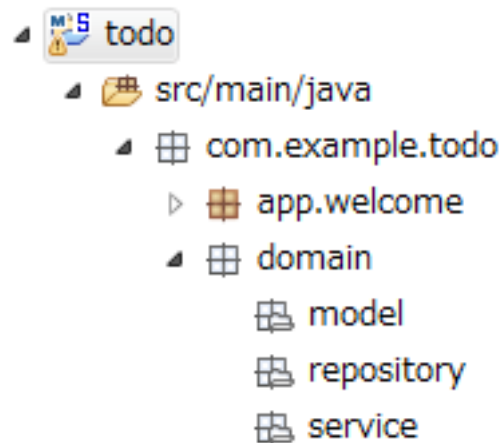 todo
src/main/java
com.example.todo
app.welcome
domain
model
repository
service